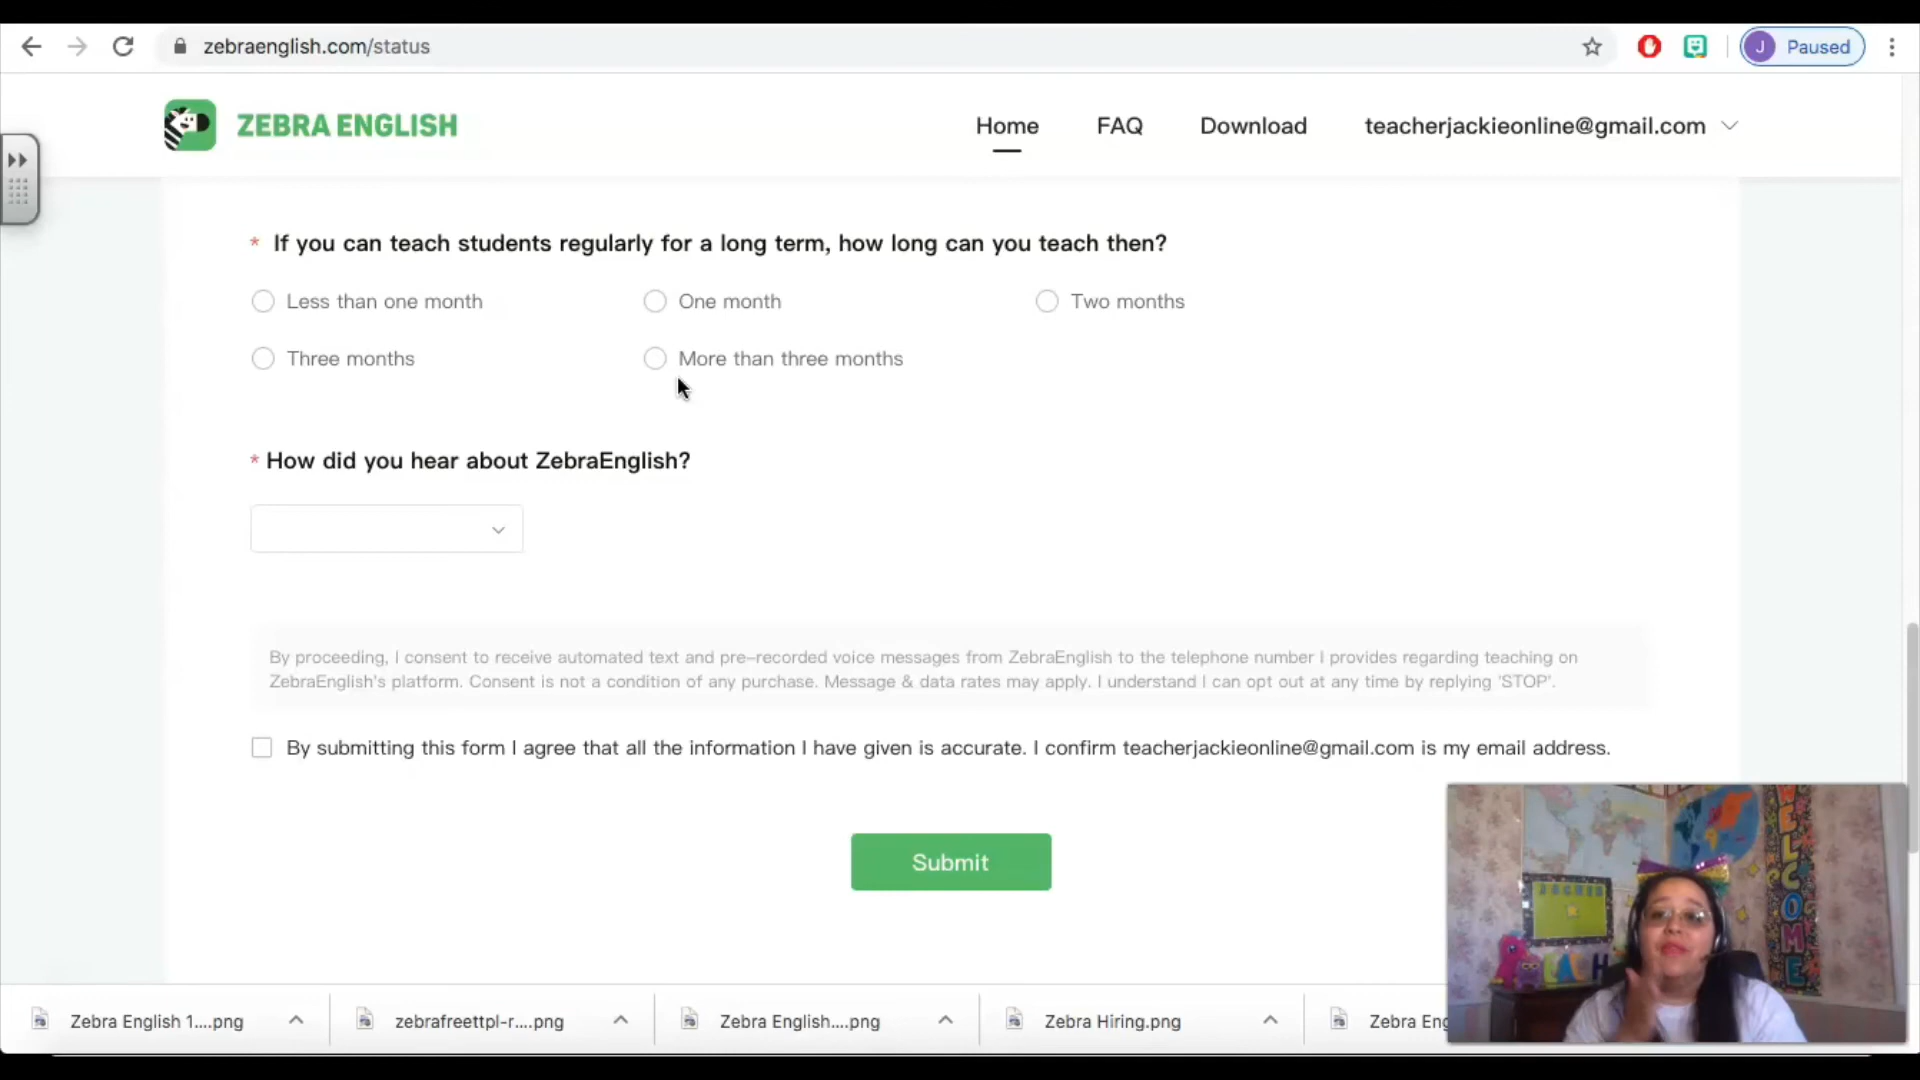 zebraenglish.com/status
J Paused
ZEBRA ENGLISH
Home FAQ Download teacherjackieonline@gmail.com
* If you can teach students regularly for a long term, how long can you teach then?
Less than one month One month Two months
Three months More than three months
* How did you hear about ZebraEnglish?
By proceeding, I consent to receive automated text and pre-recorded voice messages from ZebraEnglish to the telephone number I provides regarding teaching on
ZebraEnglish's platform. Consent is not a condition of any purchase. Message & data rates may apply. I understand I can opt out at any time by replying 'STOP'.
By submitting this form I agree that all the information I have given is accurate. I confirm teacherjackieonline@gmail.com is my email address.
Submit
WELCOME
Zebra English 1....png zebrafreettpl-r....png Zebra English....png Zebra Hiring.png Zebra Eng